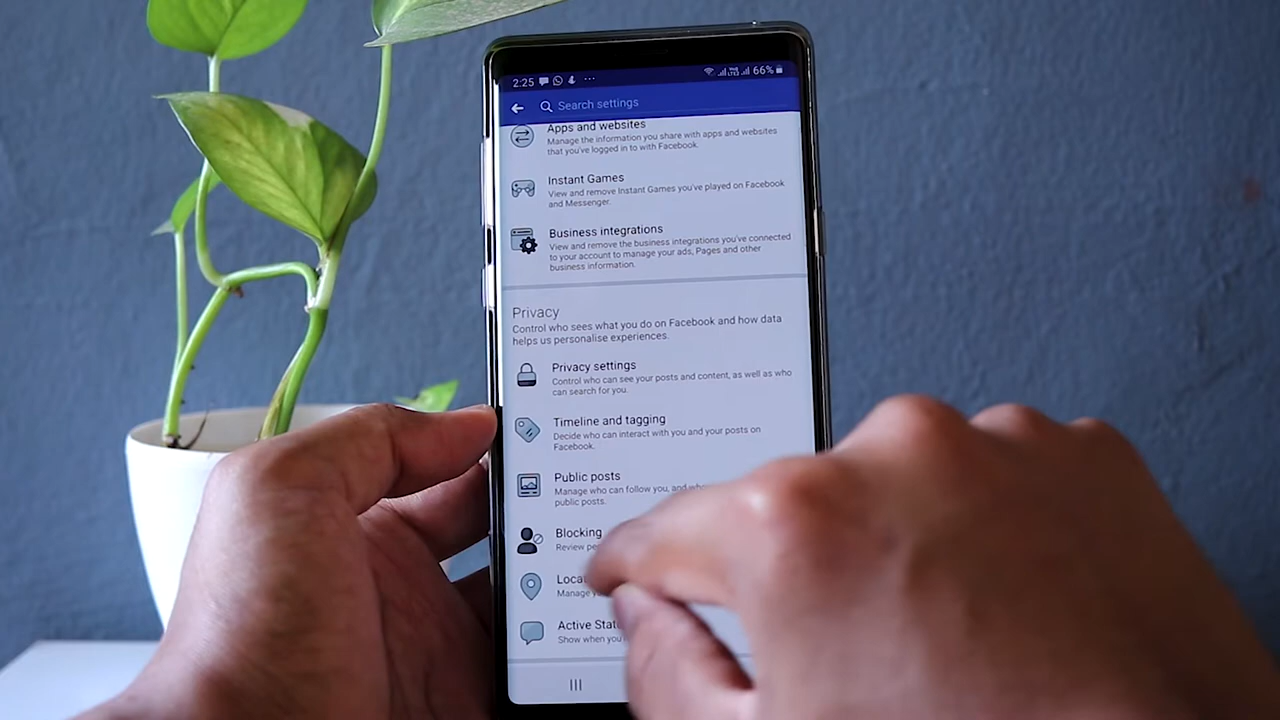 2:25 66%
Search settings
Apps and websites
Manage the information you share with apps and websites
that you've logged in to with Facebook.
Instant Games
View and remove Instant Games you've played on Facebook
and Messenger.
Business integrations
View and remove the business integrations you've connected
to your account to manage your ads, Pages and other
business information.
Privacy
Control who sees what you do on Facebook and how data
helps us personalise experiences.
Privacy settings
Control who can see your posts and content, as well as who
can search for you.
Timeline and tagging
Decide who can interact with you and your posts on
Facebook.
Public posts
Manage who can follow you, and
public posts.
Blocking
Review
Manage
Active
Show when you